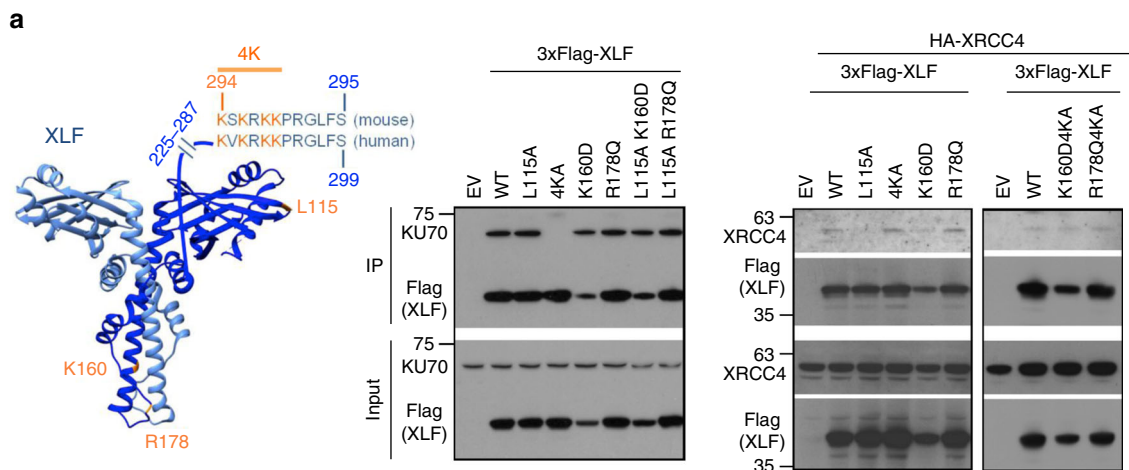 a
4K
294
295
KSKRKKPRGLFS (mouse)
KVKRKKPRGLFS (human)
299
225–287
XLF
L115
K160
R178
3xFlag-XLF
EV
WT
L115A
4KA
K160D
R178Q
L115A K160D
L115A R178Q
IP
75
KU70
Flag
(XLF)
Input
75
KU70
Flag
(XLF)
HA-XRCC4
3xFlag-XLF
3xFlag-XLF
EV
WT
L115A
4KA
K160D
R178Q
EV
WT
K160D4KA
R178Q4KA
63
XRCC4
Flag
(XLF)
35
63
XRCC4
Flag
(XLF)
35